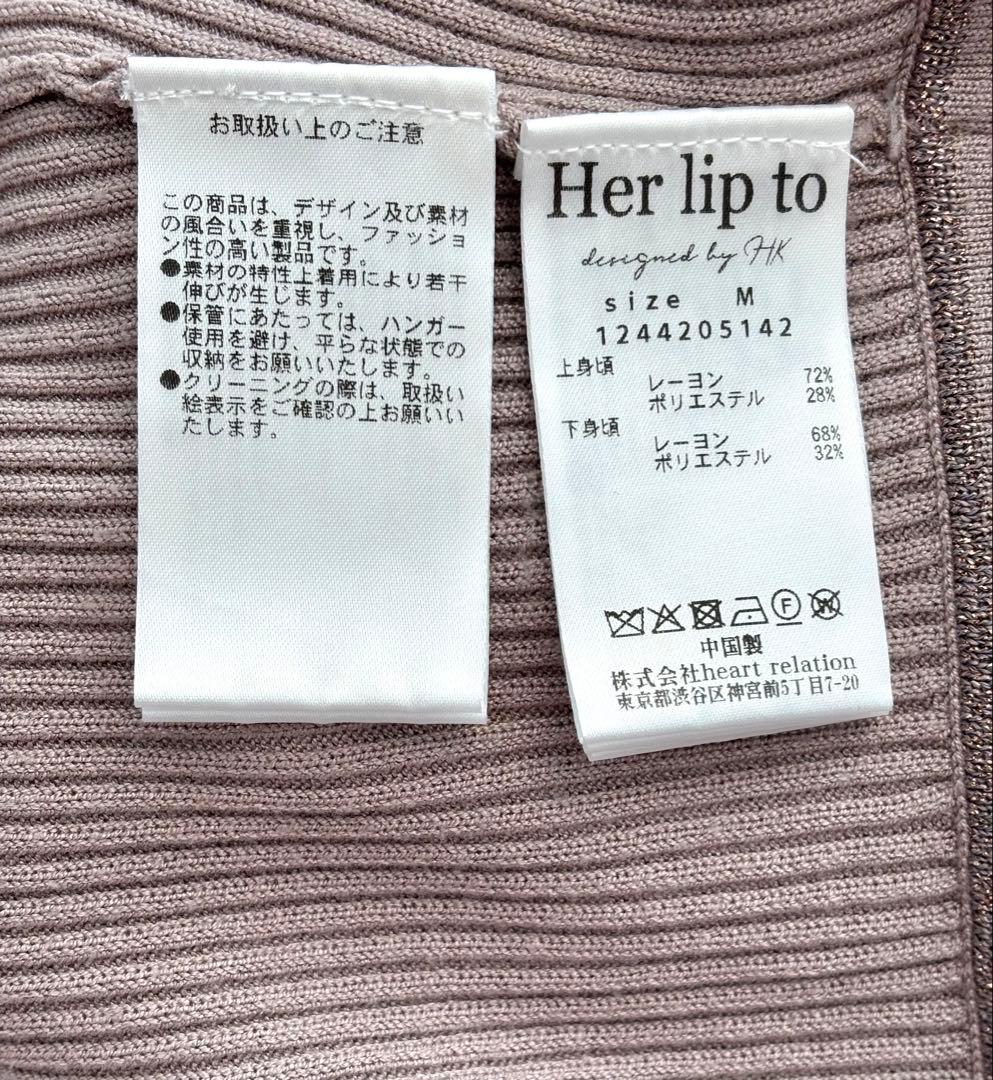 お取扱い上のご注意
この商品は、デザイン及び素材
の風合いを重視し、ファッショ
ン性の高い製品です。
●素材の特性上着用により若干
伸びが生じます。
●保管にあたっては、ハンガー
使用を避け、平らな状態での
収納をお願いいたします。
●クリーニングの際は、取扱い
絵表示をご確認の上お願いい
たします。
Her lip to
designed by HK
size M
1244205142
上身頃
レーヨン 72%
ポリエステル 28%
下身頃
レーヨン 68%
ポリエステル 32%
F W
中国製
株式会社heart relation
東京都渋谷区神宮前5丁目7-20